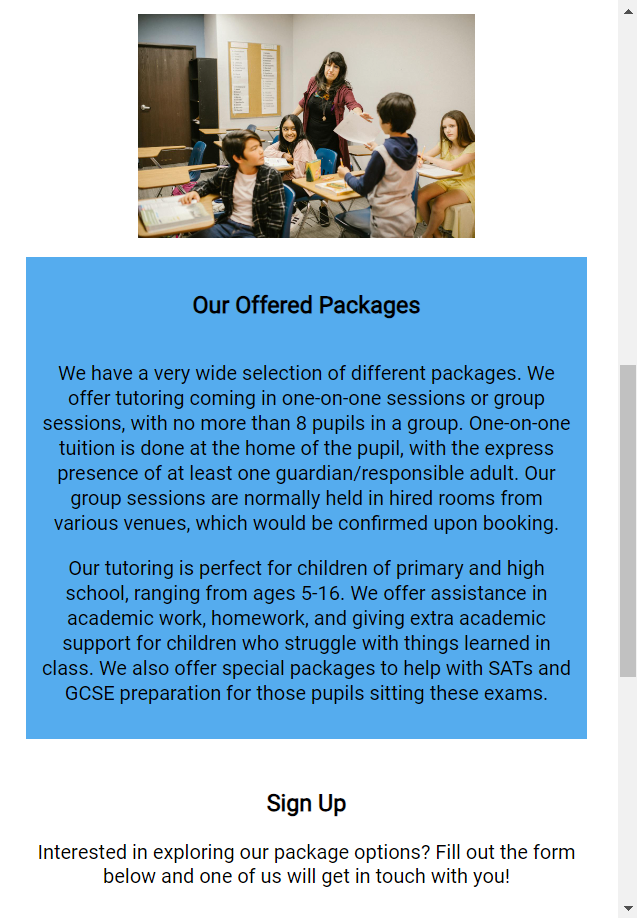 Our Offered Packages
We have a very wide selection of different packages. We
offer tutoring coming in one-on-one sessions or group
sessions, with no more than 8 pupils in a group. One-on-one
tuition is done at the home of the pupil, with the express
presence of at least one guardian/responsible adult. Our
group sessions are normally held in hired rooms from
various venues, which would be confirmed upon booking.
Our tutoring is perfect for children of primary and high
school, ranging from ages 5-16. We offer assistance in
academic work, homework, and giving extra academic
support for children who struggle with things learned in
class. We also offer special packages to help with SATs and
GCSE preparation for those pupils sitting these exams.
Sign Up
Interested in exploring our package options? Fill out the form
below and one of us will get in touch with you!